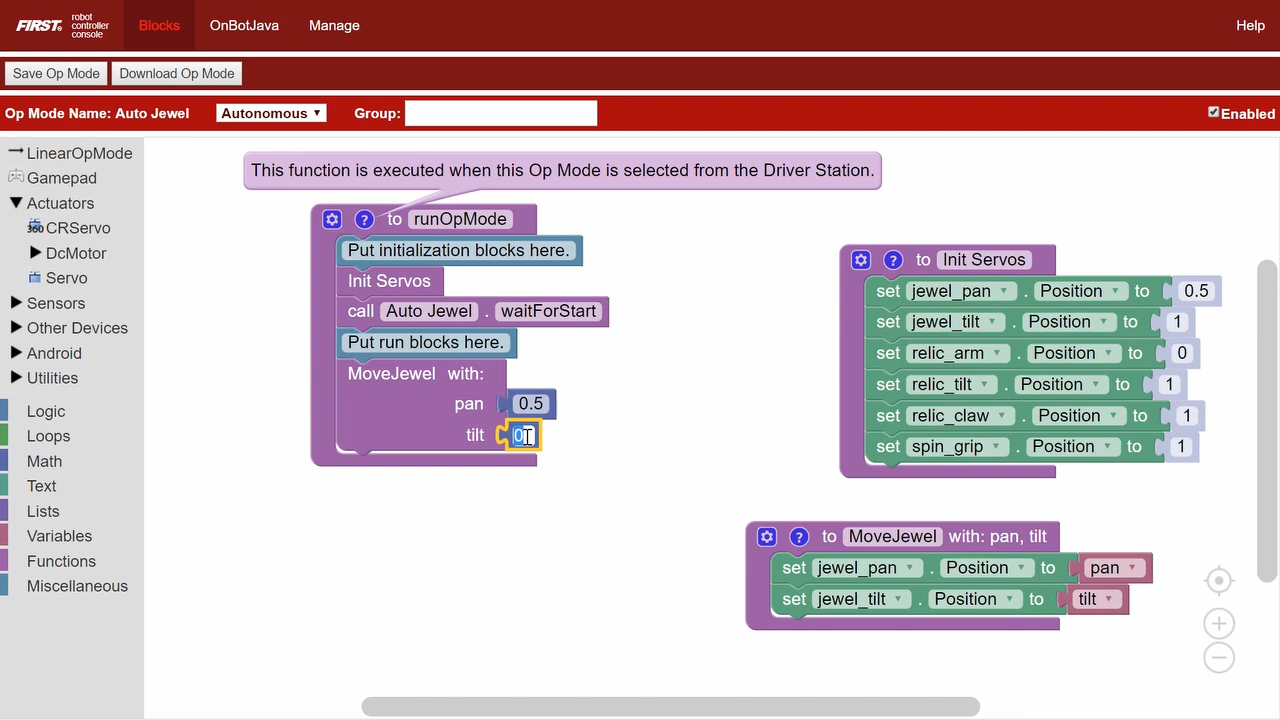 FIRST. robot controller console Blocks OnBotJava Manage Help
Save Op Mode Download Op Mode
Op Mode Name: Auto Jewel Autonomous Group: Enabled
LinearOpMode
Gamepad
Actuators
360 CRServo
DcMotor
Servo
Sensors
Other Devices
Android
Utilities
Logic
Loops
Math
Text
Lists
Variables
Functions
Miscellaneous
This function is executed when this Op Mode is selected from the Driver Station.
? to runOpMode
Put initialization blocks here.
Init Servos
call Auto Jewel . waitForStart
Put run blocks here.
MoveJewel with:
pan 0.5
tilt 0
? to Init Servos
set jewel_pan . Position to 0.5
set jewel_tilt . Position to 1
set relic_arm . Position to 0
set relic_tilt . Position to 1
set relic_claw . Position to 1
set spin_grip . Position to 1
? to MoveJewel with: pan, tilt
set jewel_pan . Position to pan
set jewel_tilt . Position to tilt